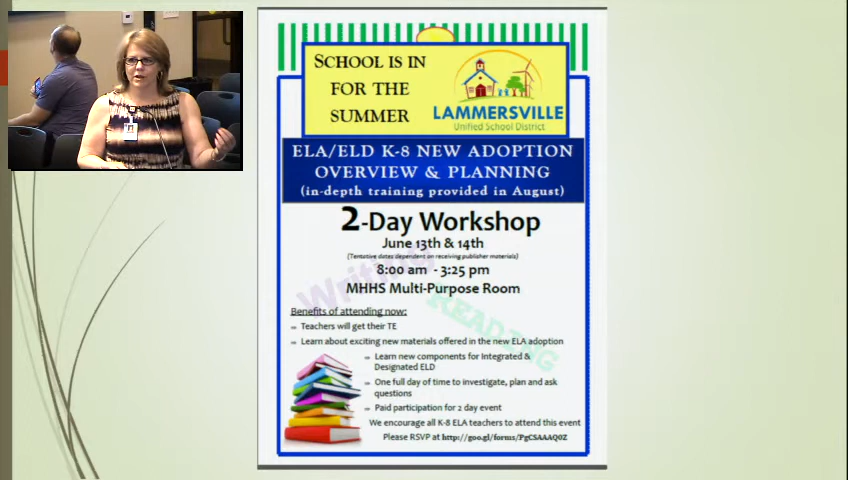 SCHOOL IS IN
FOR THE
SUMMER
LAMMERSVILLE
Unified School District
ELA/ELD K-8 NEW ADOPTION
OVERVIEW & PLANNING
(in-depth training provided in August)
2-Day Workshop
June 13th & 14th
(Tentative dates dependent on receiving publisher materials)
8:00 am - 3:25 pm
MHHS Multi-Purpose Room
Writing
READING
Benefits of attending now:
Teachers will get their TE
Learn about exciting new materials offered in the new ELA adoption
Learn new components for Integrated &
Designated ELD
One full day of time to investigate, plan and ask
questions
Paid participation for 2 day event
We encourage all K-8 ELA teachers to attend this event
Please RSVP at http://goo.gl/forms/PgCSAAAQ0Z